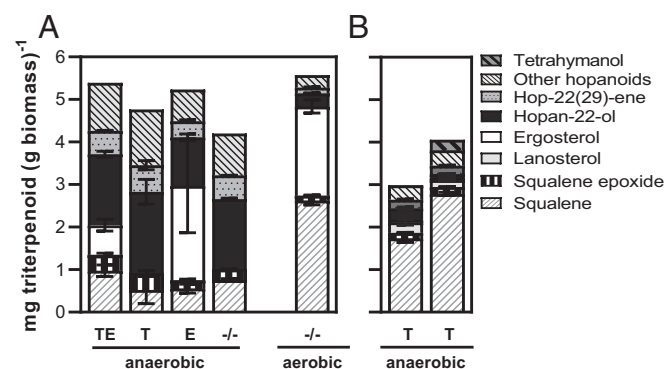 A
B
mg triterpenoid (g biomass)⁻¹
6
5
4
3
2
1
0
TE T E -/- -/-
anaerobic aerobic
T T
anaerobic
Tetrahymanol
Other hopanoids
Hop-22(29)-ene
Hopan-22-ol
Ergosterol
Lanosterol
Squalene epoxide
Squalene